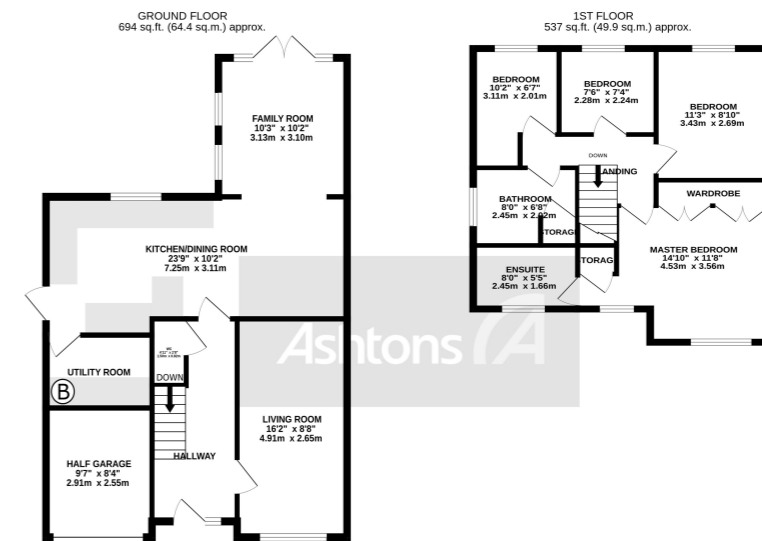 GROUND FLOOR
694 sq.ft. (64.4 sq.m.) approx.
FAMILY ROOM
10'3" x 10'2"
3.13m x 3.10m
KITCHEN/DINING ROOM
23'9" x 10'2"
7.25m x 3.11m
UTILITY ROOM
B
DOWN
HALLWAY
LIVING ROOM
16'2" x 8'8"
4.91m x 2.65m
HALF GARAGE
9'7" x 8'4"
2.91m x 2.55m
Ashtons
1ST FLOOR
537 sq.ft. (49.9 sq.m.) approx.
BEDROOM
10'2" x 6'7"
3.11m x 2.01m
BEDROOM
7'6" x 7'4"
2.28m x 2.24m
BEDROOM
11'3" x 8'10"
3.43m x 2.69m
DOWN
LANDING
BATHROOM
8'0" x 6'8"
2.45m x 2.02m
STORAGE
WARDROBE
MASTER BEDROOM
14'10" x 11'8"
4.53m x 3.56m
STORAG
ENSUITE
8'0" x 5'5"
2.45m x 1.66m